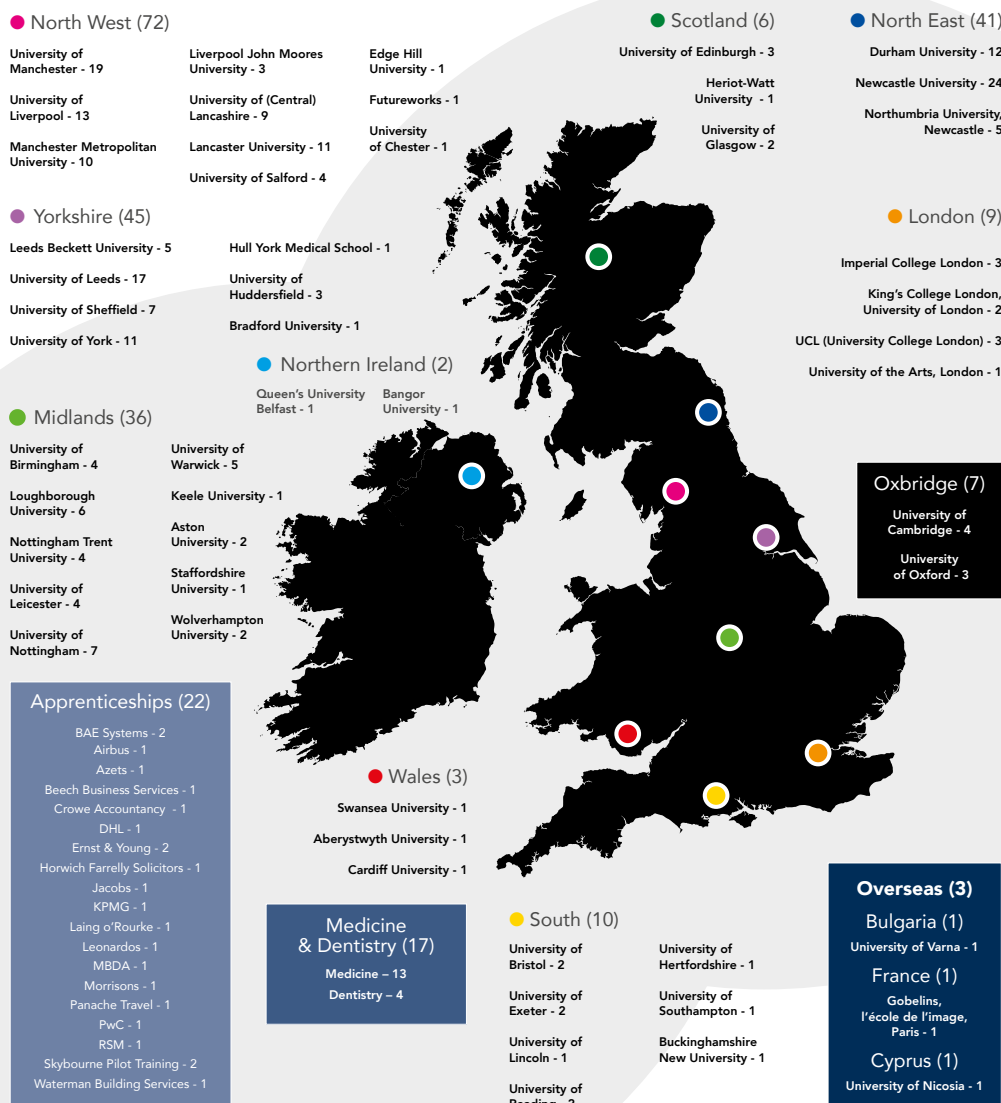 North West (72)
University of
Manchester - 19
University of
Liverpool - 13
Manchester Metropolitan
University - 10
Liverpool John Moores
University - 3
University of (Central)
Lancashire - 9
Lancaster University - 11
University of Salford - 4
Edge Hill
University - 1
Futureworks - 1
University
of Chester - 1
Scotland (6)
University of Edinburgh - 3
Heriot-Watt
University - 1
University of
Glasgow - 2
North East (41)
Durham University - 12
Newcastle University - 24
Northumbria University,
Newcastle - 5
Yorkshire (45)
Leeds Beckett University - 5
University of Leeds - 17
University of Sheffield - 7
University of York - 11
Hull York Medical School - 1
University of
Huddersfield - 3
Bradford University - 1
London (9)
Imperial College London - 3
King's College London,
University of London - 2
UCL (University College London) - 3
University of the Arts, London - 1
Northern Ireland (2)
Queen's University
Belfast - 1
Bangor
University - 1
Midlands (36)
University of
Birmingham - 4
Loughborough
University - 6
Nottingham Trent
University - 4
University of
Leicester - 4
University of
Nottingham - 7
University of
Warwick - 5
Keele University - 1
Aston
University - 2
Staffordshire
University - 1
Wolverhampton
University - 2
Oxbridge (7)
University of
Cambridge - 4
University
of Oxford - 3
Apprenticeships (22)
BAE Systems - 2
Airbus - 1
Azets - 1
Beech Business Services - 1
Crowe Accountancy - 1
DHL - 1
Ernst & Young - 2
Horwich Farrelly Solicitors - 1
Jacobs - 1
KPMG - 1
Laing o'Rourke - 1
Leonardos - 1
MBDA - 1
Morrisons - 1
Panache Travel - 1
PwC - 1
RSM - 1
Skybourne Pilot Training - 2
Waterman Building Services - 1
Wales (3)
Swansea University - 1
Aberystwyth University - 1
Cardiff University - 1
Medicine
& Dentistry (17)
Medicine – 13
Dentistry – 4
South (10)
University of
Bristol - 2
University of
Exeter - 2
University of
Lincoln - 1
University of
University of
Hertfordshire - 1
University of
Southampton - 1
Buckinghamshire
New University - 1
Overseas (3)
Bulgaria (1)
University of Varna - 1
France (1)
Gobelins,
l'école de l'image,
Paris - 1
Cyprus (1)
University of Nicosia - 1